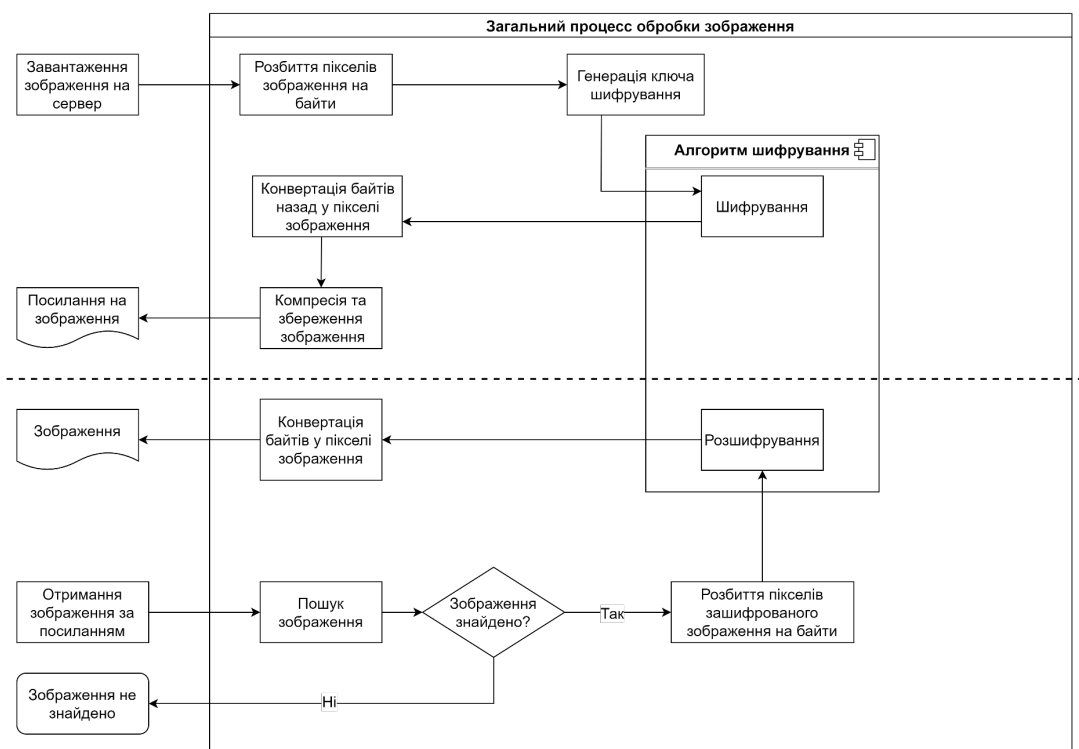 Загальний процесс обробки зображення
Завантаження
зображення на
сервер
Розбиття пікселів
зображення на
байти
Генерація ключа
шифрування
Алгоритм шифрування
Шифрування
Конвертація байтів
назад у пікселі
зображення
Компресія та
збереження
зображення
Посилання на
зображення
Зображення
Конвертація
байтів у пікселі
зображення
Розшифрування
Отримання
зображення за
посиланням
Пошук
зображення
Зображення
знайдено?
Так
Розбиття пікселів
зашифрованого
зображення на байти
Ні
Зображення не
знайдено